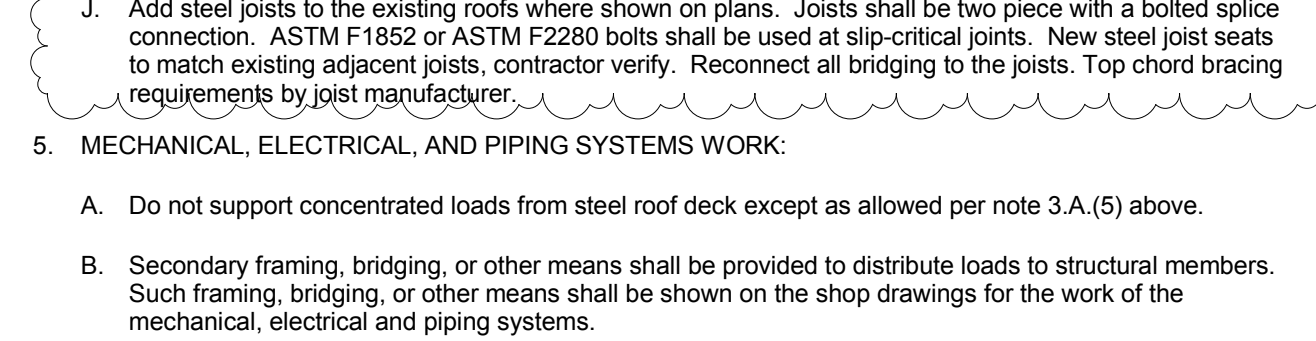 J. Add steel joists to the existing roofs where shown on plans. Joists shall be two piece with a bolted splice
connection. ASTM F1852 or ASTM F2280 bolts shall be used at slip-critical joints. New steel joist seats
to match existing adjacent joists, contractor verify. Reconnect all bridging to the joists. Top chord bracing
requirements by joist manufacturer.
5. MECHANICAL, ELECTRICAL, AND PIPING SYSTEMS WORK:
A. Do not support concentrated loads from steel roof deck except as allowed per note 3.A.(5) above.
B. Secondary framing, bridging, or other means shall be provided to distribute loads to structural members.
Such framing, bridging, or other means shall be shown on the shop drawings for the work of the
mechanical, electrical and piping systems.